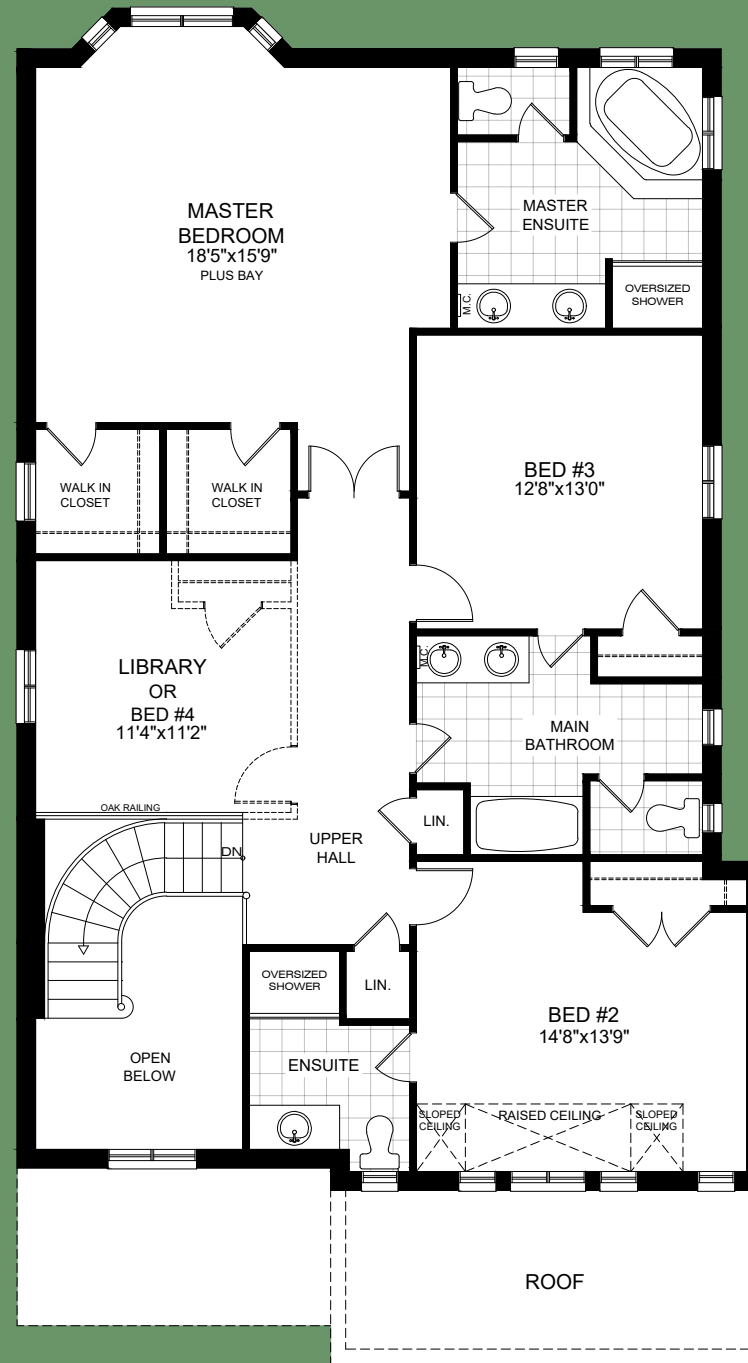 MASTER
BEDROOM
18'5"x15'9"
PLUS BAY
MASTER
ENSUITE
M.C.
OVERSIZED
SHOWER
WALK IN
CLOSET
WALK IN
CLOSET
BED #3
12'8"x13'0"
LIBRARY
OR
BED #4
11'4"x11'2"
M.C.
MAIN
BATHROOM
OAK RAILING
LIN.
DN
UPPER
HALL
OVERSIZED
SHOWER
LIN.
ENSUITE
BED #2
14'8"x13'9"
OPEN
BELOW
SLOPED
CEILING
RAISED CEILING
SLOPED
CEILING
ROOF